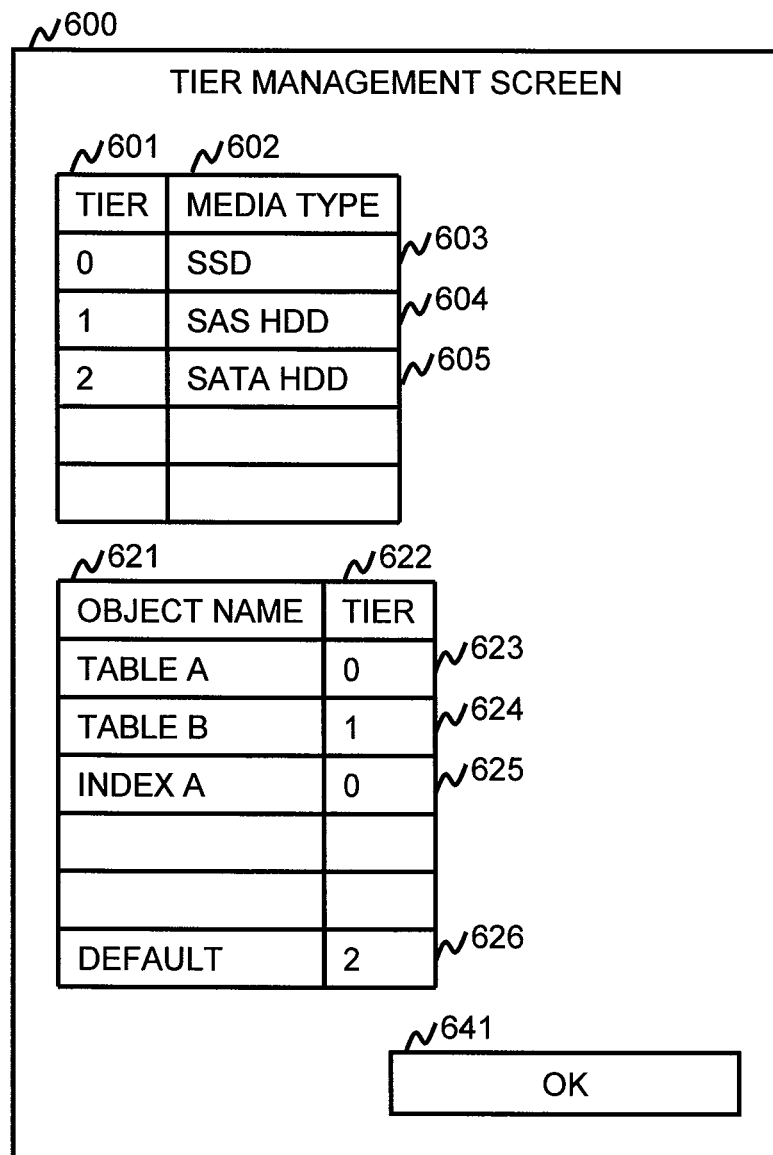 600
TIER MANAGEMENT SCREEN
601 602
TIER MEDIA TYPE
0 SSD 603
1 SAS HDD 604
2 SATA HDD 605
621 622
OBJECT NAME TIER
TABLE A 0 623
TABLE B 1 624
INDEX A 0 625
DEFAULT 2 626
641
OK